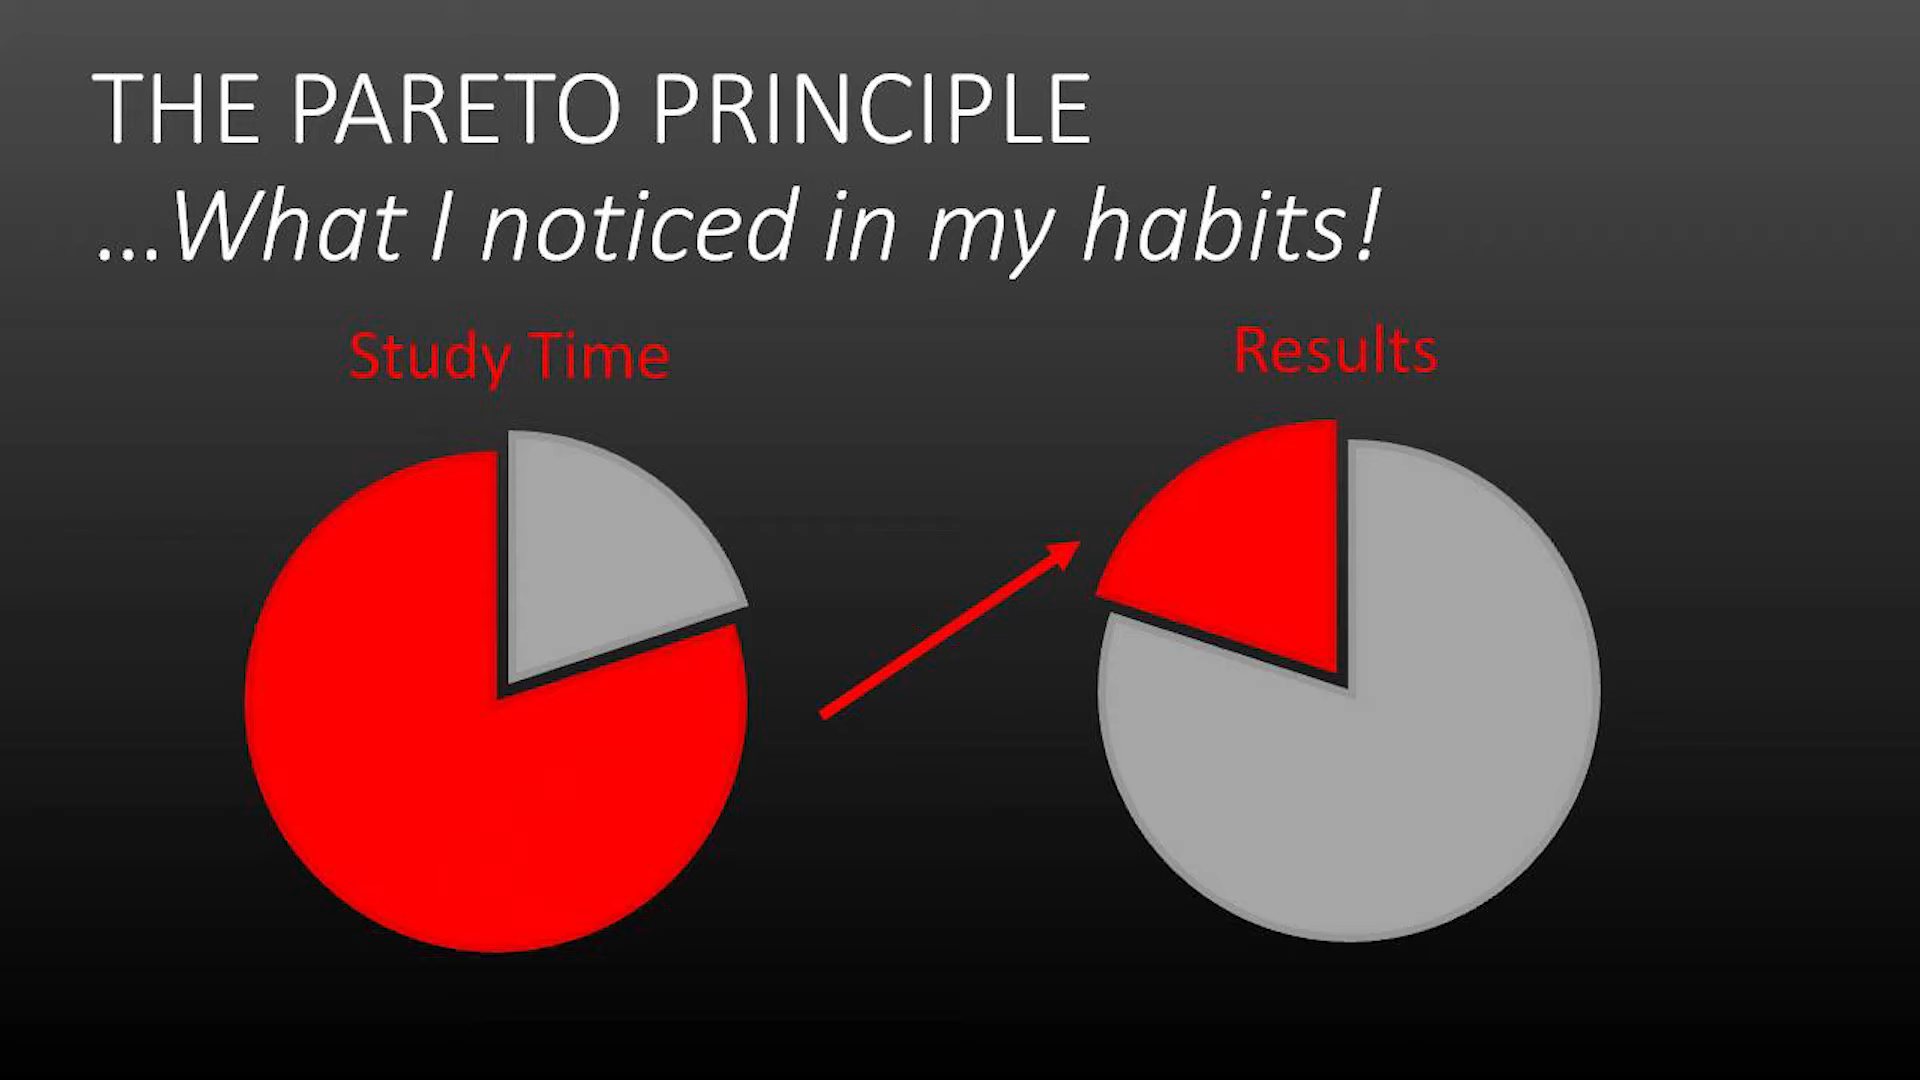 THE PARETO PRINCIPLE
...What I noticed in my habits!
Study Time
Results